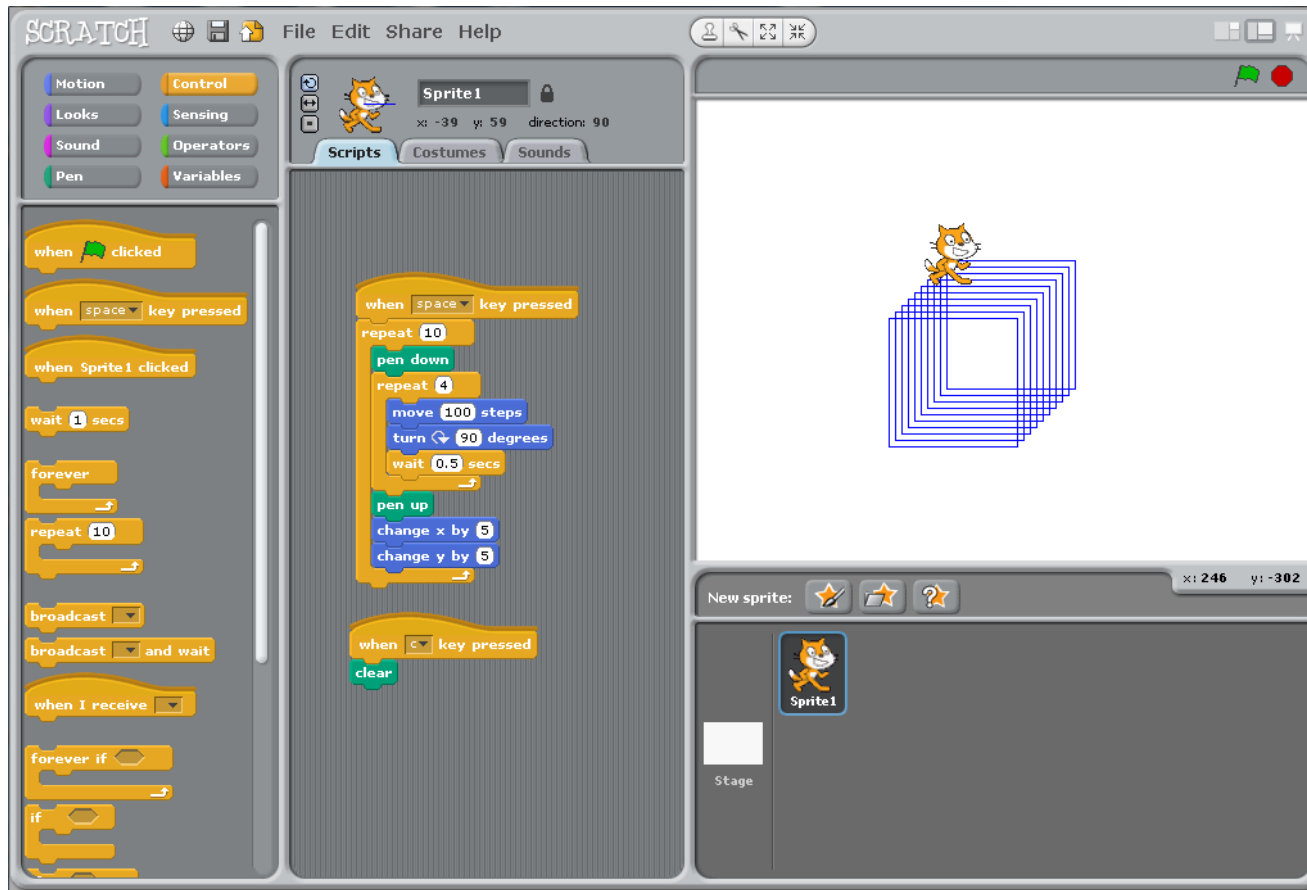 SCRATCH File Edit Share Help
Motion Control
Looks Sensing
Sound Operators
Pen Variables
when clicked
when space key pressed
when Sprite1 clicked
wait 1 secs
forever
repeat 10
broadcast
broadcast and wait
when I receive
forever if
if
Sprite1
x: -39 y: 59 direction: 90
Scripts Costumes Sounds
when space key pressed
repeat 10
pen down
repeat 4
move 100 steps
turn 90 degrees
wait 0.5 secs
pen up
change x by 5
change y by 5
when c key pressed
clear
x: 246 y: -302
New sprite:
Sprite1
Stage